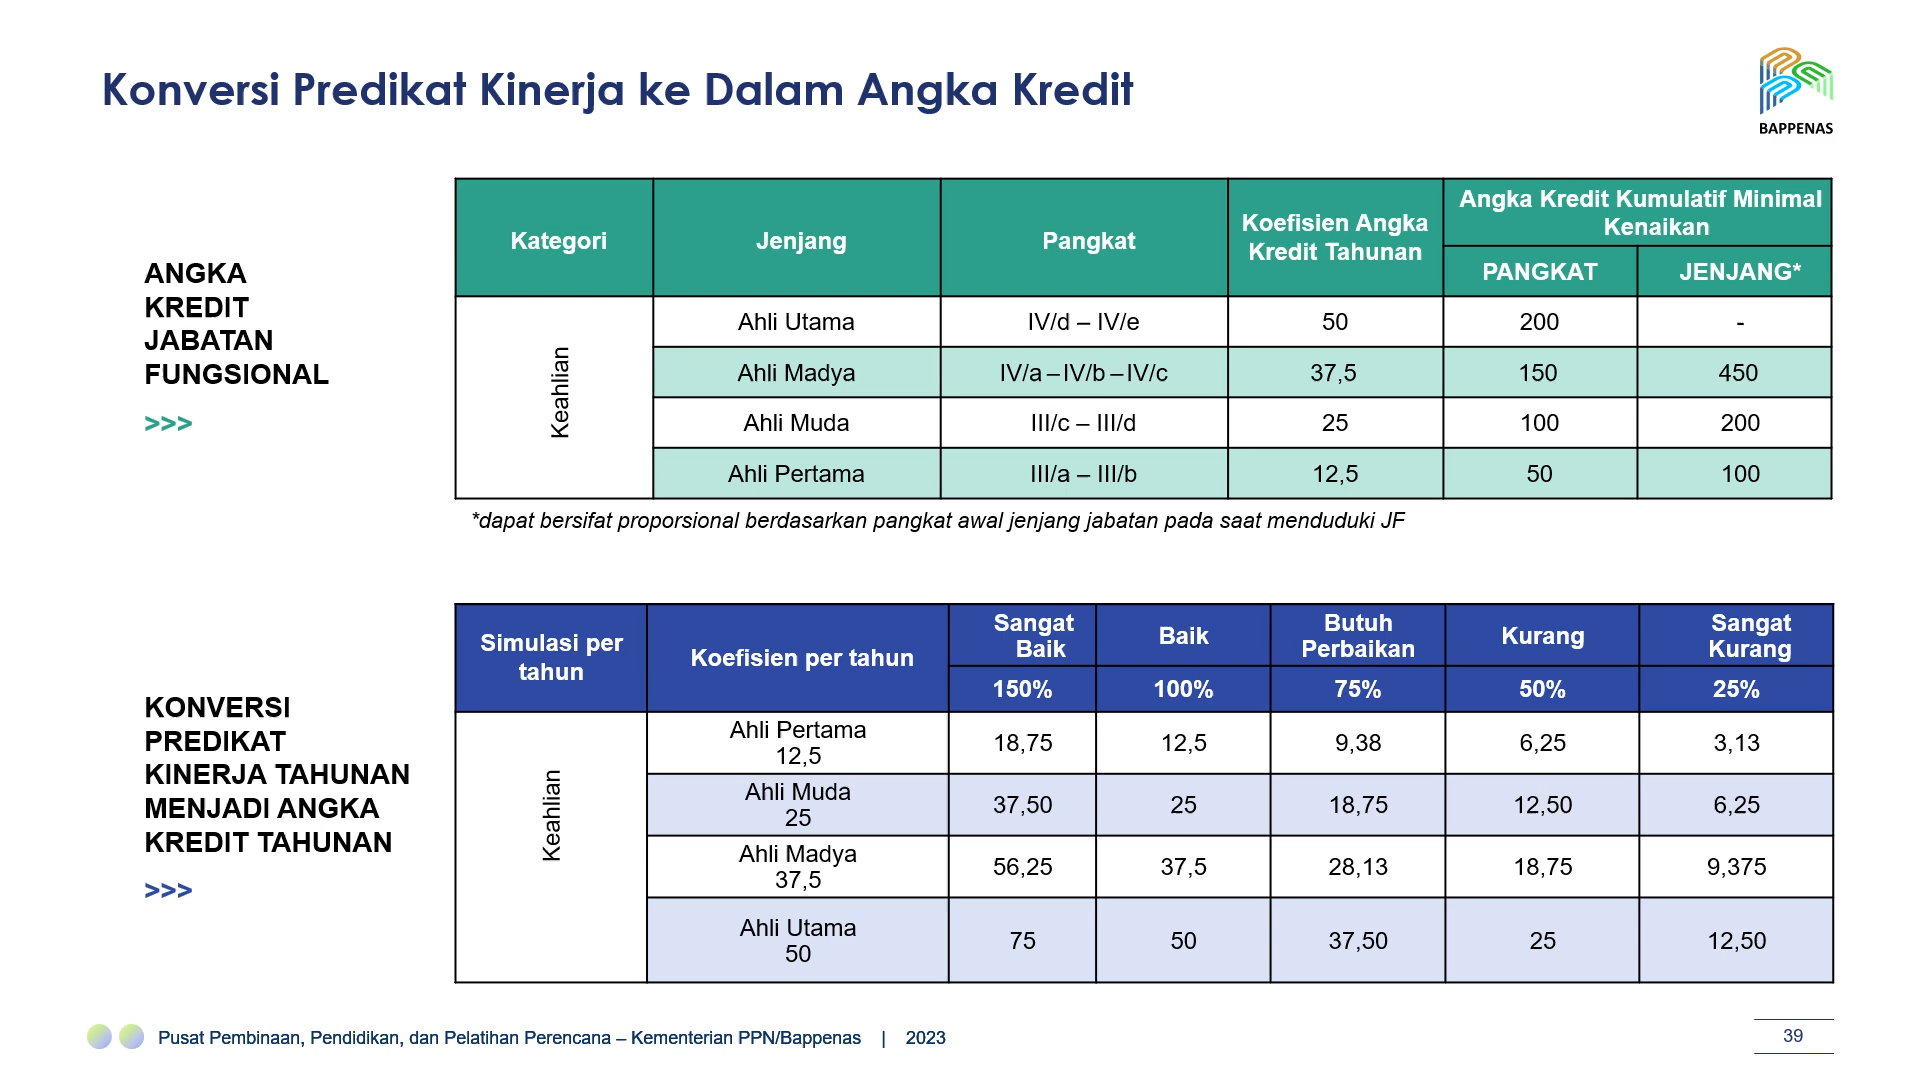 Konversi Predikat Kinerja ke Dalam Angka Kredit
BAPPENAS
ANGKA
KREDIT
JABATAN
FUNGSIONAL
>>>
Kategori
Jenjang
Pangkat
Koefisien Angka
Kredit Tahunan
Angka Kredit Kumulatif Minimal
Kenaikan
PANGKAT
JENJANG*
Keahlian
Ahli Utama
IV/d – IV/e
50
200
-
Ahli Madya
IV/a – IV/b – IV/c
37,5
150
450
Ahli Muda
III/c – III/d
25
100
200
Ahli Pertama
III/a – III/b
12,5
50
100
*dapat bersifat proporsional berdasarkan pangkat awal jenjang jabatan pada saat menduduki JF
KONVERSI
PREDIKAT
KINERJA TAHUNAN
MENJADI ANGKA
KREDIT TAHUNAN
>>>
Simulasi per
tahun
Koefisien per tahun
Sangat
Baik
Baik
Butuh
Perbaikan
Kurang
Sangat
Kurang
150%
100%
75%
50%
25%
Keahlian
Ahli Pertama
12,5
18,75
12,5
9,38
6,25
3,13
Ahli Muda
25
37,50
25
18,75
12,50
6,25
Ahli Madya
37,5
56,25
37,5
28,13
18,75
9,375
Ahli Utama
50
75
50
37,50
25
12,50
Pusat Pembinaan, Pendidikan, dan Pelatihan Perencana – Kementerian PPN/Bappenas | 2023
39